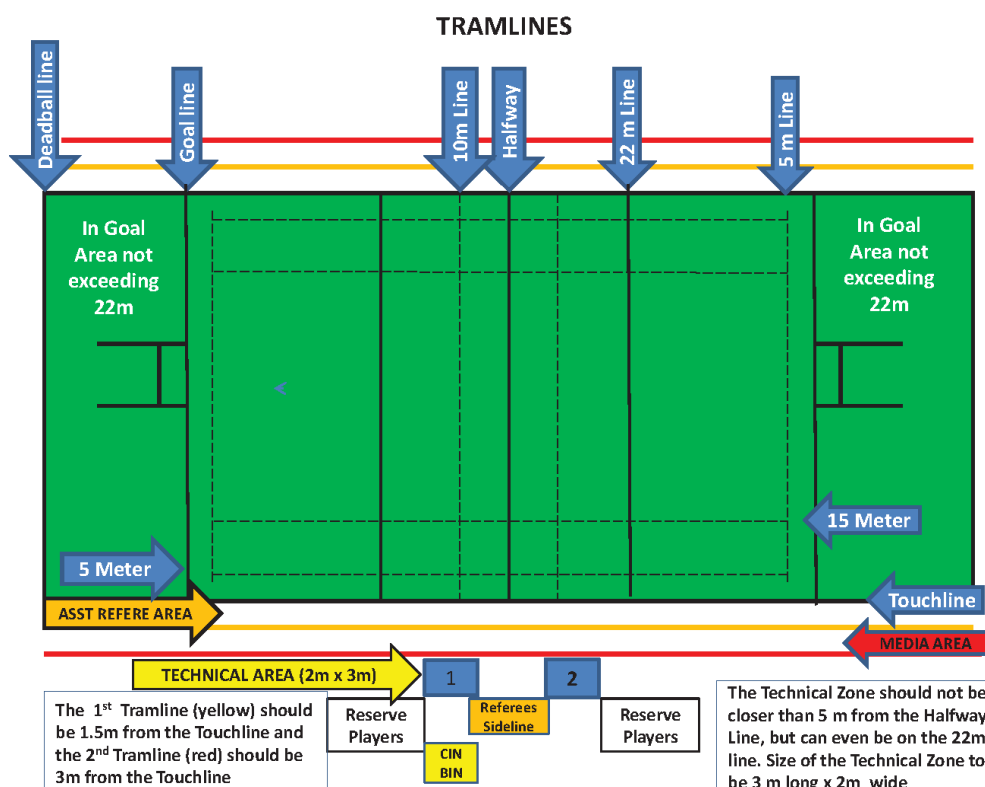 TRAMLINES
Deadball line
Goal line
10m Line
Halfway
22 m Line
5 m Line
In Goal
Area not
exceeding
22m
In Goal
Area not
exceeding
22m
15 Meter
5 Meter
Touchline
ASST REFERE AREA
MEDIA AREA
TECHNICAL AREA (2m x 3m)
1
2
Reserve
Players
Referees
Sideline
Reserve
Players
CIN
BIN
The 1st Tramline (yellow) should
be 1.5m from the Touchline and
the 2nd Tramline (red) should be
3m from the Touchline
The Technical Zone should not be
closer than 5 m from the Halfway
Line, but can even be on the 22m
line. Size of the Technical Zone to
be 3 m long x 2m wide